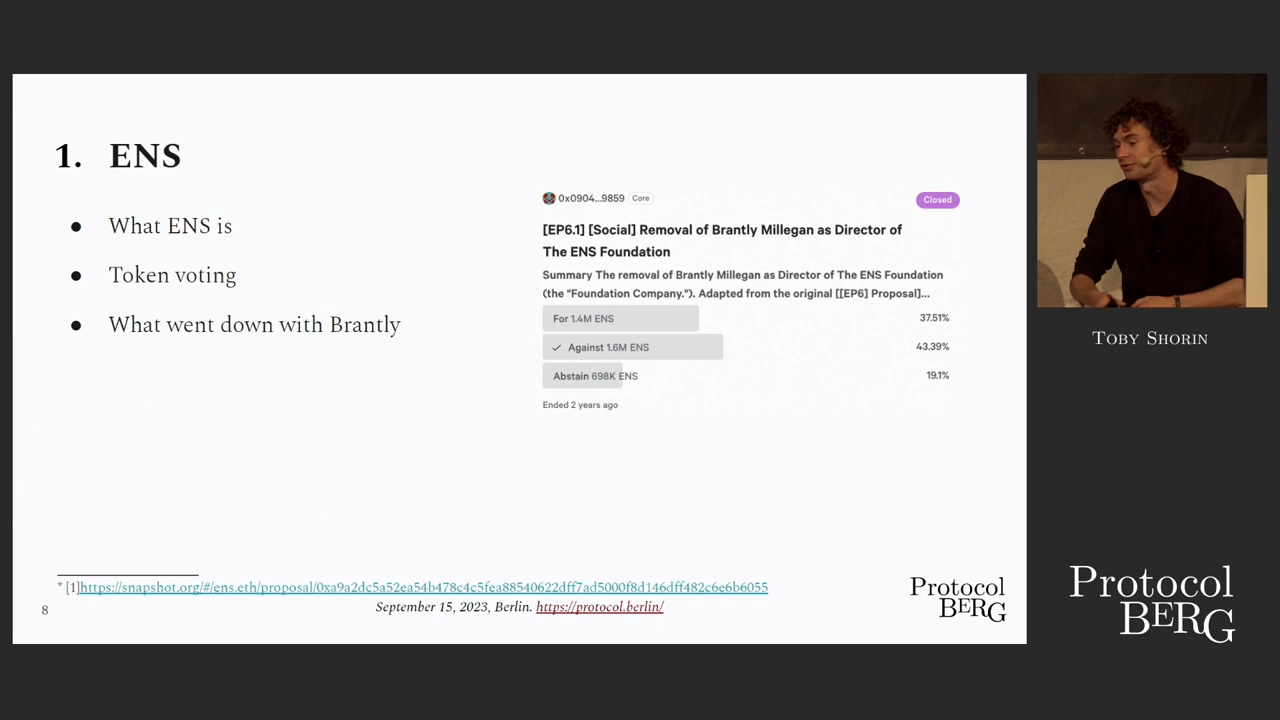 1. ENS
● What ENS is
● Token voting
● What went down with Brantly
0x0904...9859 Core
Closed
[EP6.1] [Social] Removal of Brantly Millegan as Director of
The ENS Foundation
Summary The removal of Brantly Millegan as Director of The ENS Foundation
(the "Foundation Company."). Adapted from the original [[EP6] Proposal]...
For 1.4M ENS 37.51%
✓ Against 1.6M ENS 43.39%
Abstain 698K ENS 19.1%
Ended 2 years ago
* [1]https://snapshot.org/#/ens.eth/proposal/0xa9a2dc5a52ea54b478c4c5fea88540622dff7ad5000f8d146dff482c6e6b6055
8
September 15, 2023, Berlin. https://protocol.berlin/
Protocol
BERG
TOBY SHORIN
Protocol
BERG